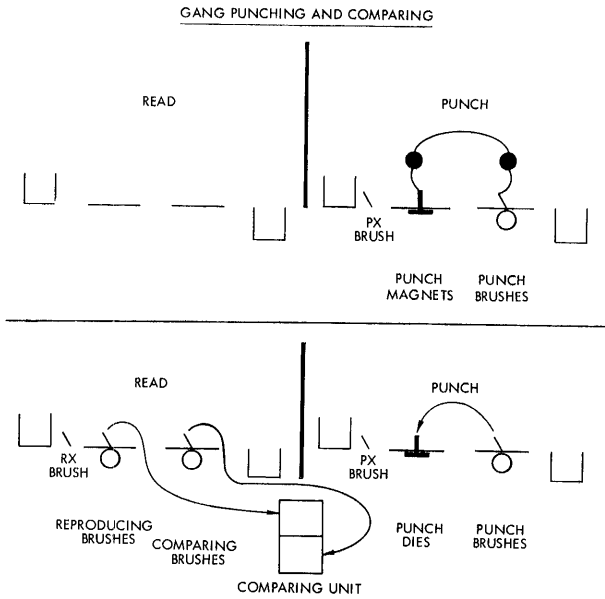 GANG PUNCHING AND COMPARING
READ
PUNCH
PX
BRUSH
PUNCH
MAGNETS
PUNCH
BRUSHES
READ
PUNCH
RX
BRUSH
PX
BRUSH
REPRODUCING
BRUSHES
COMPARING
BRUSHES
PUNCH
DIES
PUNCH
BRUSHES
COMPARING UNIT